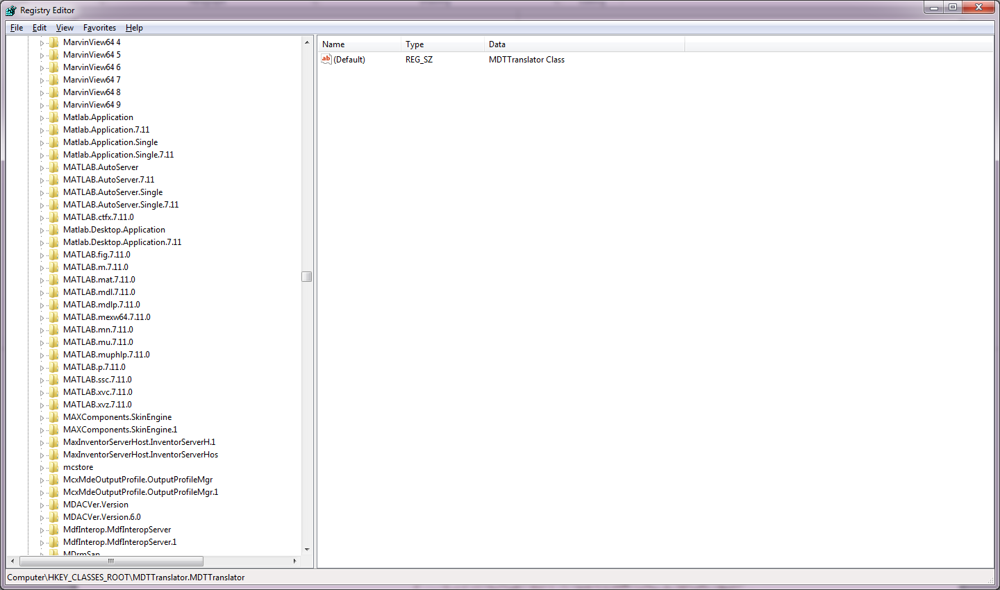 Registry Editor
File Edit View Favorites Help
MarvinView64 4
MarvinView64 5
MarvinView64 6
MarvinView64 7
MarvinView64 8
MarvinView64 9
Matlab.Application
Matlab.Application.7.11
Matlab.Application.Single
Matlab.Application.Single.7.11
MATLAB.AutoServer
MATLAB.AutoServer.7.11
MATLAB.AutoServer.Single
MATLAB.AutoServer.Single.7.11
MATLAB.ctfx.7.11.0
Matlab.Desktop.Application
Matlab.Desktop.Application.7.11
MATLAB.fig.7.11.0
MATLAB.m.7.11.0
MATLAB.mat.7.11.0
MATLAB.mdl.7.11.0
MATLAB.mdlp.7.11.0
MATLAB.mexw64.7.11.0
MATLAB.mn.7.11.0
MATLAB.mu.7.11.0
MATLAB.muphlp.7.11.0
MATLAB.p.7.11.0
MATLAB.ssc.7.11.0
MATLAB.xvc.7.11.0
MATLAB.xvz.7.11.0
MAXComponents.SkinEngine
MAXComponents.SkinEngine.1
MaxInventorServerHost.InventorServerH.1
MaxInventorServerHost.InventorServerHos
mcstore
McxMdeOutputProfile.OutputProfileMgr
McxMdeOutputProfile.OutputProfileMgr.1
MDACVer.Version
MDACVer.Version.6.0
MdfInterop.MdfInteropServer
MdfInterop.MdfInteropServer.1
Name Type Data
(Default) REG_SZ MDTTranslator Class
Computer\HKEY_CLASSES_ROOT\MDTTranslator.MDTTranslator